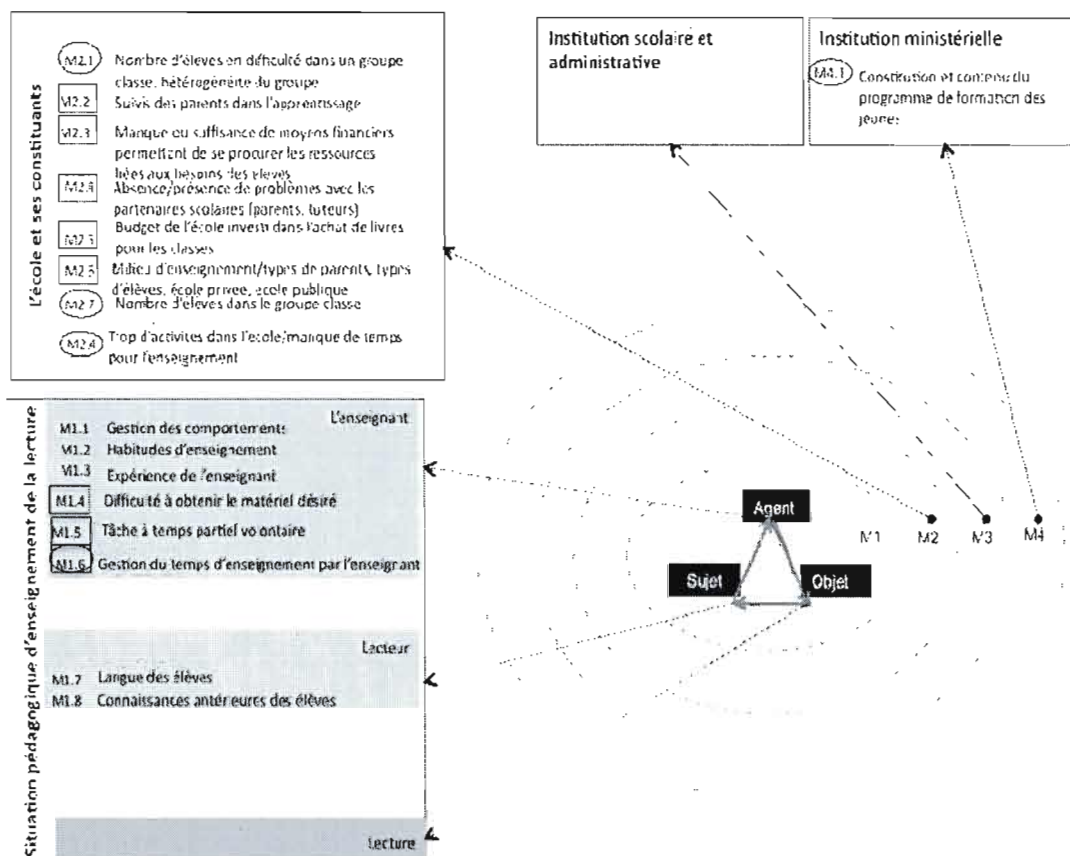 L'école et ses constituants
M2.1 Nombre d'élèves en difficulté dans un groupe
classe, hétérogénéité du groupe
M2.2 Suivis des parents dans l'apprentissage
M2.3 Manque ou suffisance de moyens financiers
permettant de se procurer les ressources
liées aux besoins des élèves
M2.4 Absence/présence de problèmes avec les
partenaires scolaires (parents, tuteurs)
M2.5 Budget de l'école investi dans l'achat de livres
pour les classes
M2.6 Milieu d'enseignement/types de parents, types
d'élèves, école privée, école publique
M2.7 Nombre d'élèves dans le groupe classe
M2.4 Trop d'activités dans l'école/manque de temps
pour l'enseignement
Institution scolaire et
administrative
Institution ministérielle
M4.1 Constitution et contenu du
programme de formation des
jeunes
Situation pédagogique d'enseignement de la lecture
L'enseignant
M1.1 Gestion des comportements
M1.2 Habitudes d'enseignement
M1.3 Expérience de l'enseignant
M1.4 Difficulté à obtenir le matériel désiré
M1.5 Tâche à temps partiel vo ontaire
M1.6 Gestion du temps d'enseignement par l'enseignant
Lecteur
M1.7 Langue des élèves
M1.8 Connaissances antérieures des élèves
Lecture
Agent
Sujet
Objet
M1
M2
M3
M4